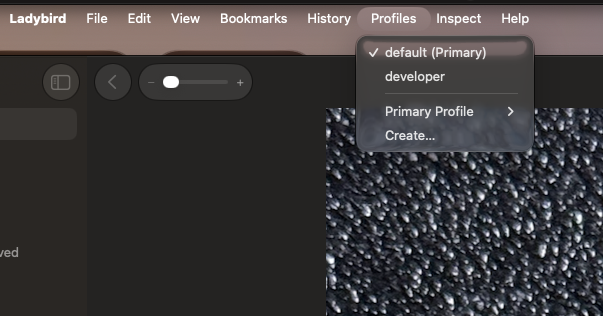 Ladybird File Edit View Bookmarks History Profiles Inspect Help
✓ default (Primary)
developer
Primary Profile >
Create...
ved